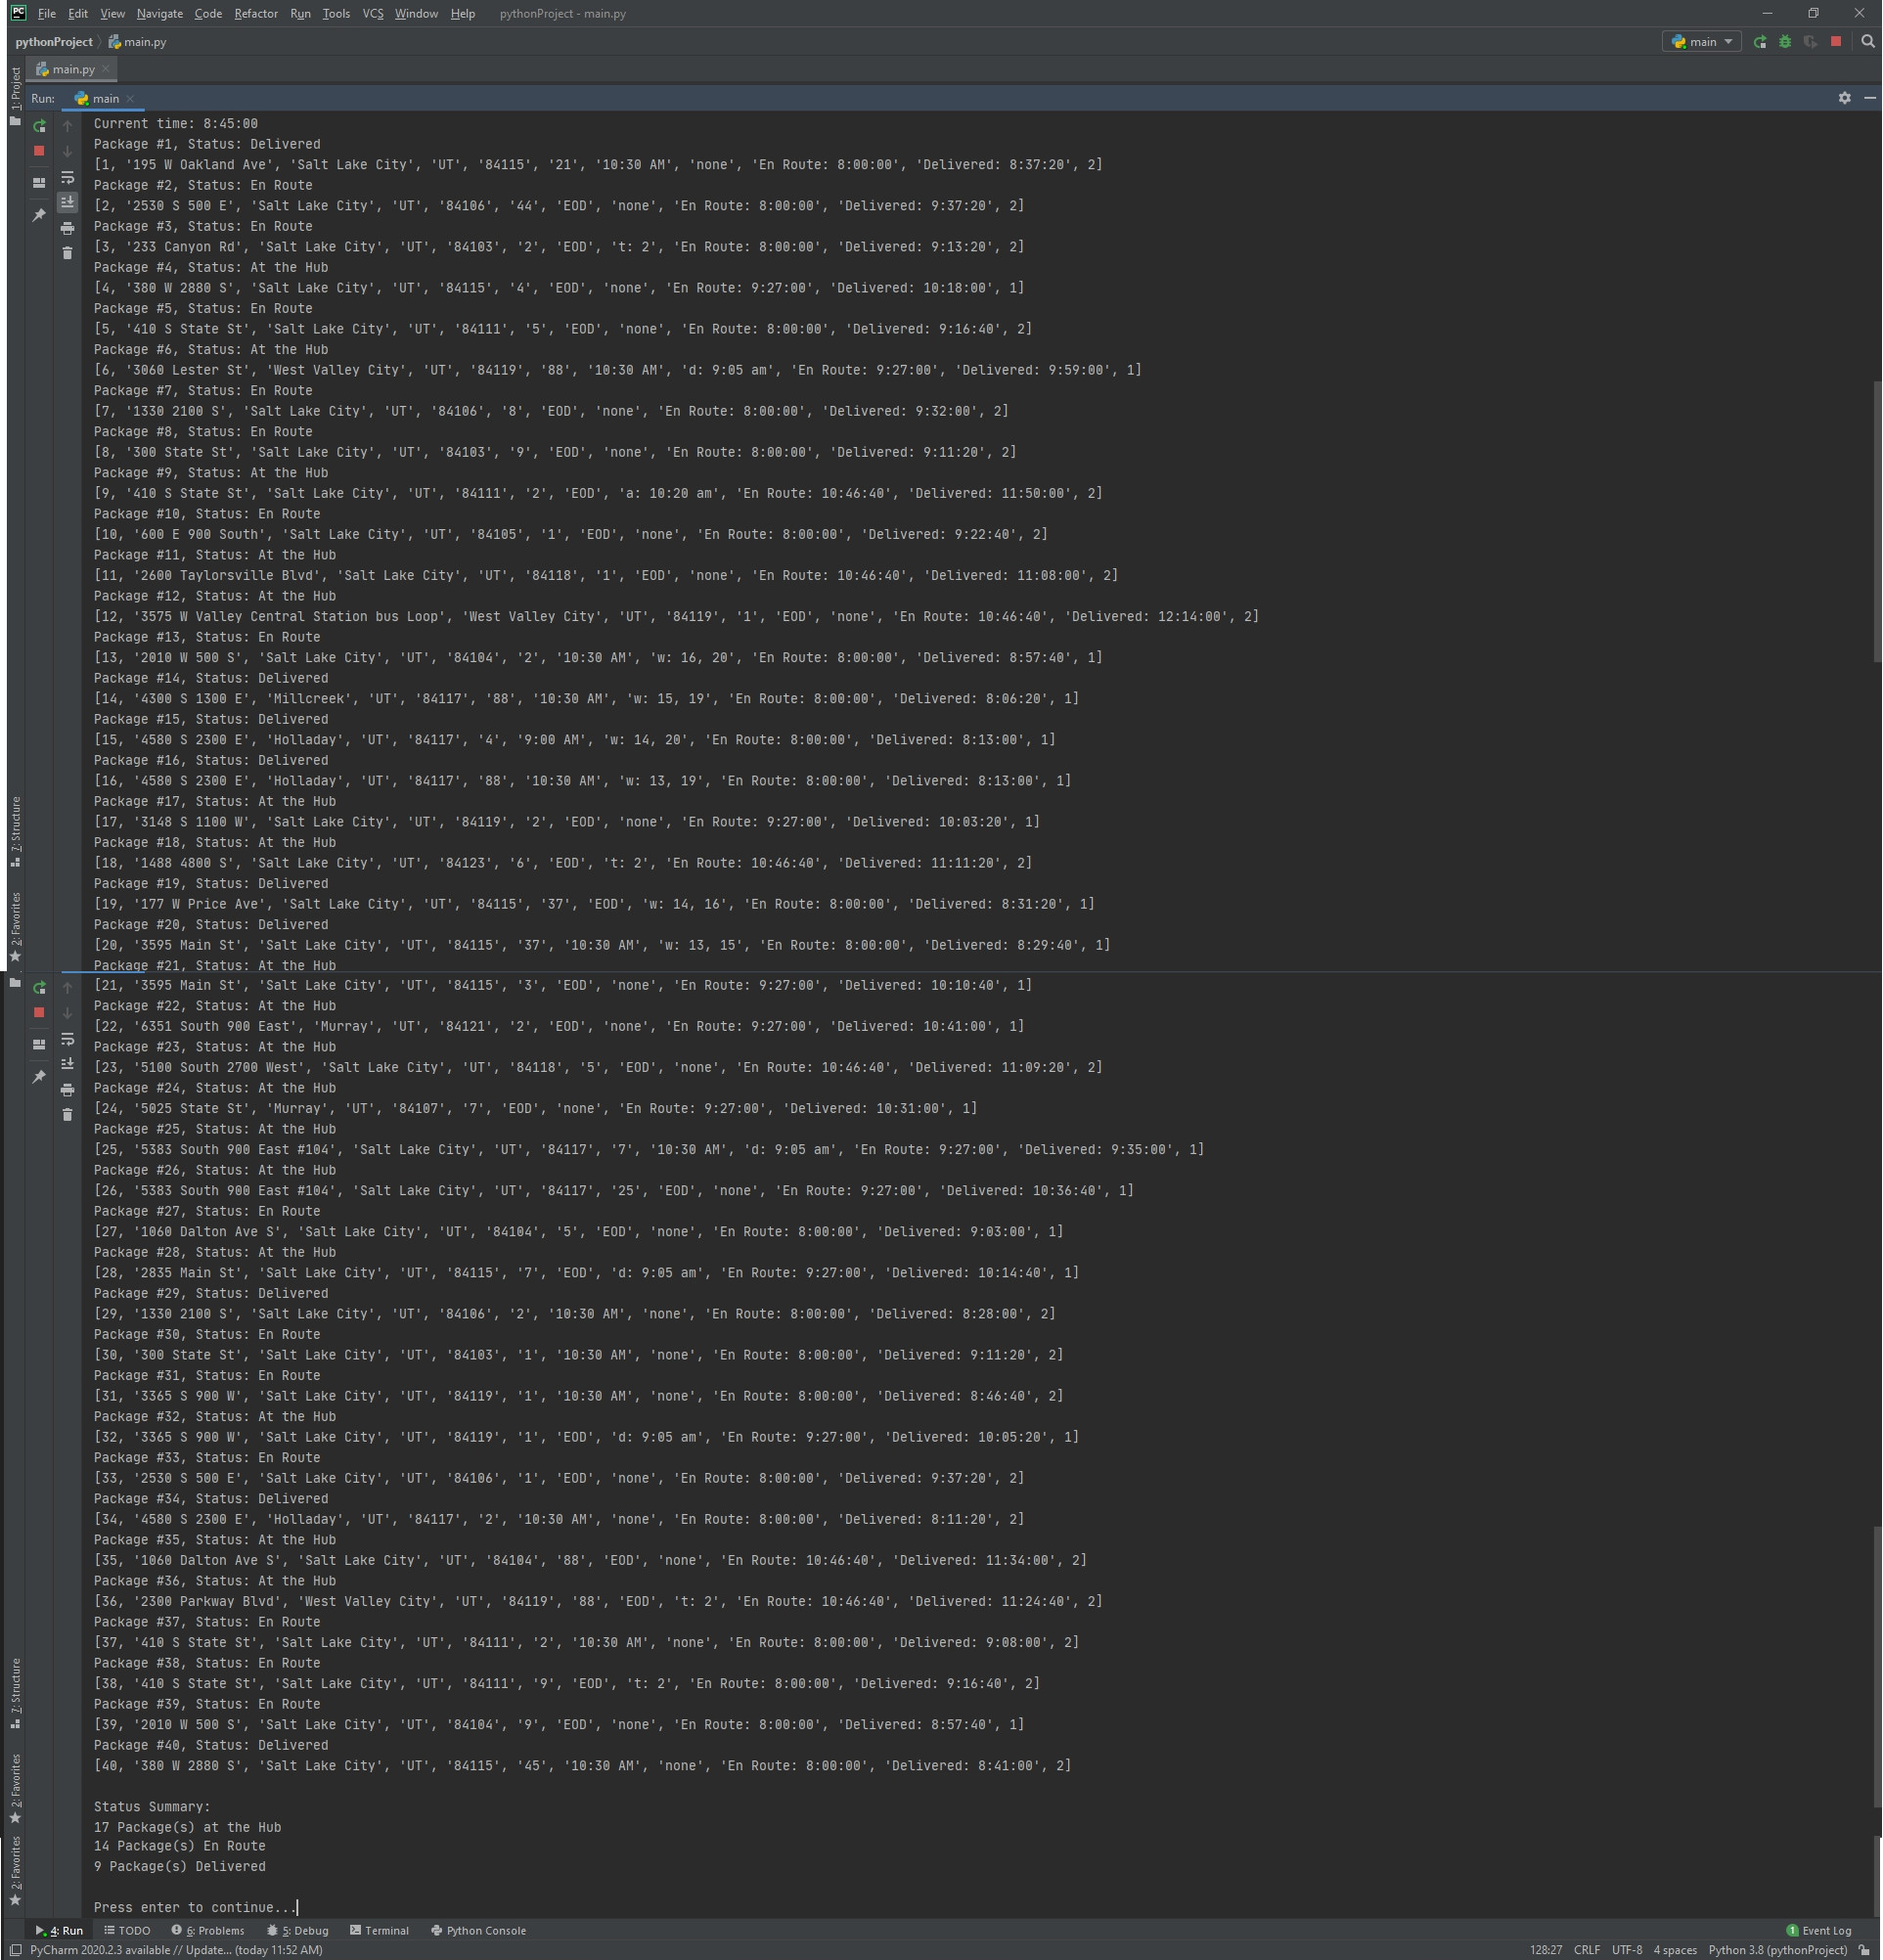 File Edit View Navigate Code Refactor Run Tools VCS Window Help pythonProject - main.py
pythonProject main.py main
main.py
1: Project
Run: main
Current time: 8:45:00
Package #1, Status: Delivered
[1, '195 W Oakland Ave', 'Salt Lake City', 'UT', '84115', '21', '10:30 AM', 'none', 'En Route: 8:00:00', 'Delivered: 8:37:20', 2]
Package #2, Status: En Route
[2, '2530 S 500 E', 'Salt Lake City', 'UT', '84106', '44', 'EOD', 'none', 'En Route: 8:00:00', 'Delivered: 9:37:20', 2]
Package #3, Status: En Route
[3, '233 Canyon Rd', 'Salt Lake City', 'UT', '84103', '2', 'EOD', 't: 2', 'En Route: 8:00:00', 'Delivered: 9:13:20', 2]
Package #4, Status: At the Hub
[4, '380 W 2880 S', 'Salt Lake City', 'UT', '84115', '4', 'EOD', 'none', 'En Route: 9:27:00', 'Delivered: 10:18:00', 1]
Package #5, Status: En Route
[5, '410 S State St', 'Salt Lake City', 'UT', '84111', '5', 'EOD', 'none', 'En Route: 8:00:00', 'Delivered: 9:16:40', 2]
Package #6, Status: At the Hub
[6, '3060 Lester St', 'West Valley City', 'UT', '84119', '88', '10:30 AM', 'd: 9:05 am', 'En Route: 9:27:00', 'Delivered: 9:59:00', 1]
Package #7, Status: En Route
[7, '1330 2100 S', 'Salt Lake City', 'UT', '84106', '8', 'EOD', 'none', 'En Route: 8:00:00', 'Delivered: 9:32:00', 2]
Package #8, Status: En Route
[8, '300 State St', 'Salt Lake City', 'UT', '84103', '9', 'EOD', 'none', 'En Route: 8:00:00', 'Delivered: 9:11:20', 2]
Package #9, Status: At the Hub
[9, '410 S State St', 'Salt Lake City', 'UT', '84111', '2', 'EOD', 'a: 10:20 am', 'En Route: 10:46:40', 'Delivered: 11:50:00', 2]
Package #10, Status: En Route
[10, '600 E 900 South', 'Salt Lake City', 'UT', '84105', '1', 'EOD', 'none', 'En Route: 8:00:00', 'Delivered: 9:22:40', 2]
Package #11, Status: At the Hub
[11, '2600 Taylorsville Blvd', 'Salt Lake City', 'UT', '84118', '1', 'EOD', 'none', 'En Route: 10:46:40', 'Delivered: 11:08:00', 2]
Package #12, Status: At the Hub
[12, '3575 W Valley Central Station bus Loop', 'West Valley City', 'UT', '84119', '1', 'EOD', 'none', 'En Route: 10:46:40', 'Delivered: 12:14:00', 2]
Package #13, Status: En Route
[13, '2010 W 500 S', 'Salt Lake City', 'UT', '84104', '2', '10:30 AM', 'w: 16, 20', 'En Route: 8:00:00', 'Delivered: 8:57:40', 1]
Package #14, Status: Delivered
[14, '4300 S 1300 E', 'Millcreek', 'UT', '84117', '88', '10:30 AM', 'w: 15, 19', 'En Route: 8:00:00', 'Delivered: 8:06:20', 1]
Package #15, Status: Delivered
[15, '4580 S 2300 E', 'Holladay', 'UT', '84117', '4', '9:00 AM', 'w: 14, 20', 'En Route: 8:00:00', 'Delivered: 8:13:00', 1]
Package #16, Status: Delivered
[16, '4580 S 2300 E', 'Holladay', 'UT', '84117', '88', '10:30 AM', 'w: 13, 19', 'En Route: 8:00:00', 'Delivered: 8:13:00', 1]
Package #17, Status: At the Hub
[17, '3148 S 1100 W', 'Salt Lake City', 'UT', '84119', '2', 'EOD', 'none', 'En Route: 9:27:00', 'Delivered: 10:03:20', 1]
Package #18, Status: At the Hub
[18, '1488 4800 S', 'Salt Lake City', 'UT', '84123', '6', 'EOD', 't: 2', 'En Route: 10:46:40', 'Delivered: 11:11:20', 2]
Package #19, Status: Delivered
[19, '177 W Price Ave', 'Salt Lake City', 'UT', '84115', '37', 'EOD', 'w: 14, 16', 'En Route: 8:00:00', 'Delivered: 8:31:20', 1]
Package #20, Status: Delivered
[20, '3595 Main St', 'Salt Lake City', 'UT', '84115', '37', '10:30 AM', 'w: 13, 15', 'En Route: 8:00:00', 'Delivered: 8:29:40', 1]
Package #21, Status: At the Hub
7: Structure
2: Favorites
[21, '3595 Main St', 'Salt Lake City', 'UT', '84115', '3', 'EOD', 'none', 'En Route: 9:27:00', 'Delivered: 10:10:40', 1]
Package #22, Status: At the Hub
[22, '6351 South 900 East', 'Murray', 'UT', '84121', '2', 'EOD', 'none', 'En Route: 9:27:00', 'Delivered: 10:41:00', 1]
Package #23, Status: At the Hub
[23, '5100 South 2700 West', 'Salt Lake City', 'UT', '84118', '5', 'EOD', 'none', 'En Route: 10:46:40', 'Delivered: 11:09:20', 2]
Package #24, Status: At the Hub
[24, '5025 State St', 'Murray', 'UT', '84107', '7', 'EOD', 'none', 'En Route: 9:27:00', 'Delivered: 10:31:00', 1]
Package #25, Status: At the Hub
[25, '5383 South 900 East #104', 'Salt Lake City', 'UT', '84117', '7', '10:30 AM', 'd: 9:05 am', 'En Route: 9:27:00', 'Delivered: 9:35:00', 1]
Package #26, Status: At the Hub
[26, '5383 South 900 East #104', 'Salt Lake City', 'UT', '84117', '25', 'EOD', 'none', 'En Route: 9:27:00', 'Delivered: 10:36:40', 1]
Package #27, Status: En Route
[27, '1060 Dalton Ave S', 'Salt Lake City', 'UT', '84104', '5', 'EOD', 'none', 'En Route: 8:00:00', 'Delivered: 9:03:00', 1]
Package #28, Status: At the Hub
[28, '2835 Main St', 'Salt Lake City', 'UT', '84115', '7', 'EOD', 'd: 9:05 am', 'En Route: 9:27:00', 'Delivered: 10:14:40', 1]
Package #29, Status: Delivered
[29, '1330 2100 S', 'Salt Lake City', 'UT', '84106', '2', '10:30 AM', 'none', 'En Route: 8:00:00', 'Delivered: 8:28:00', 2]
Package #30, Status: En Route
[30, '300 State St', 'Salt Lake City', 'UT', '84103', '1', '10:30 AM', 'none', 'En Route: 8:00:00', 'Delivered: 9:11:20', 2]
Package #31, Status: En Route
[31, '3365 S 900 W', 'Salt Lake City', 'UT', '84119', '1', '10:30 AM', 'none', 'En Route: 8:00:00', 'Delivered: 8:46:40', 2]
Package #32, Status: At the Hub
[32, '3365 S 900 W', 'Salt Lake City', 'UT', '84119', '1', 'EOD', 'd: 9:05 am', 'En Route: 9:27:00', 'Delivered: 10:05:20', 1]
Package #33, Status: En Route
[33, '2530 S 500 E', 'Salt Lake City', 'UT', '84106', '1', 'EOD', 'none', 'En Route: 8:00:00', 'Delivered: 9:37:20', 2]
Package #34, Status: Delivered
[34, '4580 S 2300 E', 'Holladay', 'UT', '84117', '2', '10:30 AM', 'none', 'En Route: 8:00:00', 'Delivered: 8:11:20', 2]
Package #35, Status: At the Hub
[35, '1060 Dalton Ave S', 'Salt Lake City', 'UT', '84104', '88', 'EOD', 'none', 'En Route: 10:46:40', 'Delivered: 11:34:00', 2]
Package #36, Status: At the Hub
[36, '2300 Parkway Blvd', 'West Valley City', 'UT', '84119', '88', 'EOD', 't: 2', 'En Route: 10:46:40', 'Delivered: 11:24:40', 2]
Package #37, Status: En Route
[37, '410 S State St', 'Salt Lake City', 'UT', '84111', '2', '10:30 AM', 'none', 'En Route: 8:00:00', 'Delivered: 9:08:00', 2]
Package #38, Status: En Route
[38, '410 S State St', 'Salt Lake City', 'UT', '84111', '9', 'EOD', 't: 2', 'En Route: 8:00:00', 'Delivered: 9:16:40', 2]
Package #39, Status: En Route
[39, '2010 W 500 S', 'Salt Lake City', 'UT', '84104', '9', 'EOD', 'none', 'En Route: 8:00:00', 'Delivered: 8:57:40', 1]
Package #40, Status: Delivered
[40, '380 W 2880 S', 'Salt Lake City', 'UT', '84115', '45', '10:30 AM', 'none', 'En Route: 8:00:00', 'Delivered: 8:41:00', 2]
7: Structure
2: Favorites
Status Summary:
17 Package(s) at the Hub
14 Package(s) En Route
9 Package(s) Delivered
2: Favorites
Press enter to continue...
4: Run TODO 6: Problems 5: Debug Terminal Python Console 1 Event Log
PyCharm 2020.2.3 available // Update... (today 11:52 AM) 128:27 CRLF UTF-8 4 spaces Python 3.8 (pythonProject)